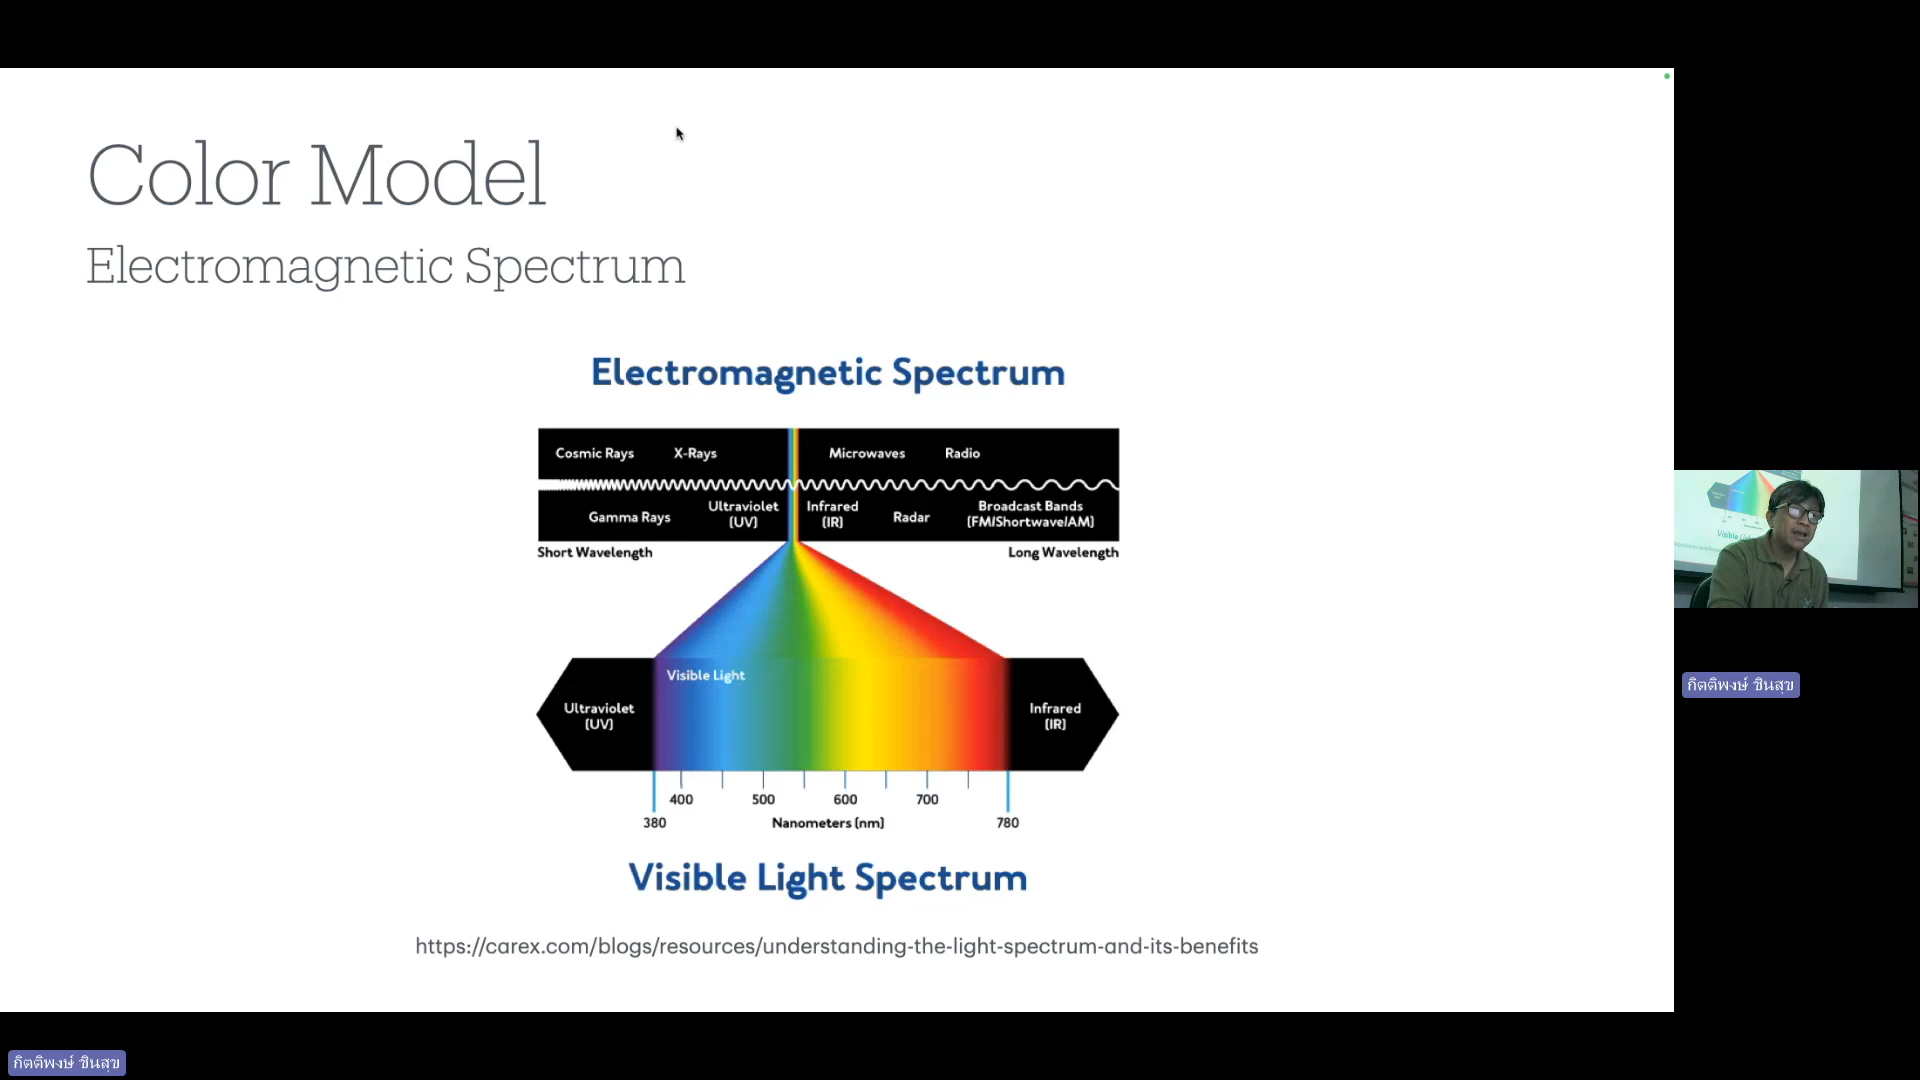 Color Model
Electromagnetic Spectrum
Electromagnetic Spectrum
Cosmic Rays
X-Rays
Microwaves
Radio
Gamma Rays
Ultraviolet
(UV)
Infrared
(IR)
Radar
Broadcast Bands
(FM/Shortwave/AM)
Short Wavelength
Long Wavelength
Visible Light
Ultraviolet
(UV)
Infrared
(IR)
400
500
600
700
380
Nanometers (nm)
780
Visible Light Spectrum
https://carex.com/blogs/resources/understanding-the-light-spectrum-and-its-benefits
กิตติพงษ์ ชินสุข
กิตติพงษ์ ชินสุข